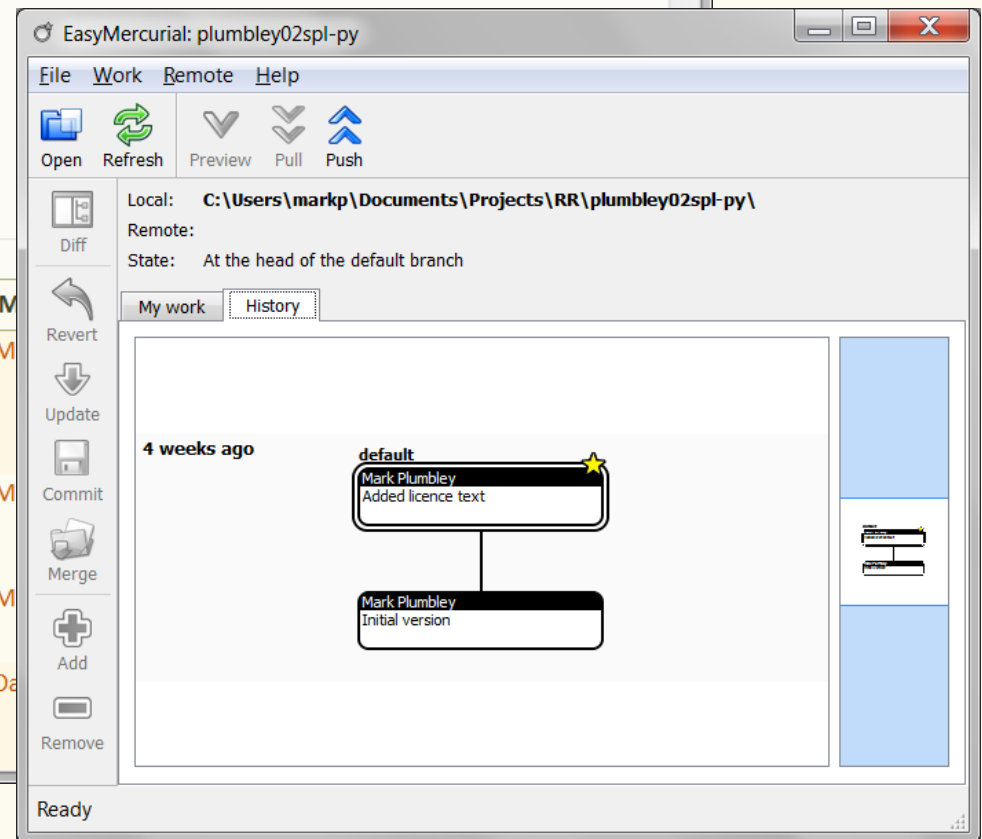 EasyMercurial: plumbley02spl-py
File Work Remote Help
Open Refresh Preview Pull Push
Local: C:\Users\markp\Documents\Projects\RR\plumbley02spl-py\
Remote:
State: At the head of the default branch
My work History
Diff
Revert
Update
Commit
Merge
Add
Remove
4 weeks ago
default
Mark Plumbley
Added licence text
Mark Plumbley
Initial version
Ready